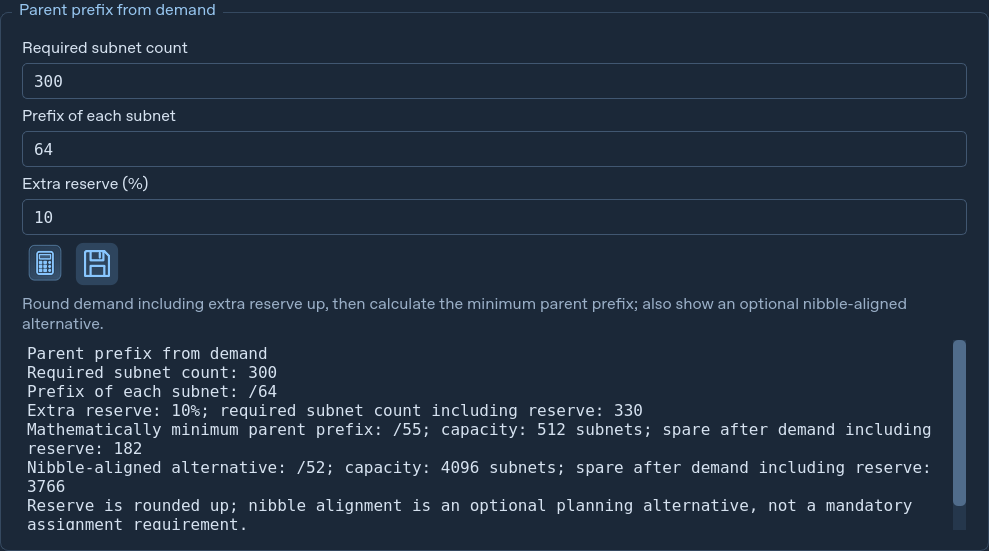 Parent prefix from demand
Required subnet count
300
Prefix of each subnet
64
Extra reserve (%)
10
Round demand including extra reserve up, then calculate the minimum parent prefix; also show an optional nibble-aligned
alternative.
Parent prefix from demand
Required subnet count: 300
Prefix of each subnet: /64
Extra reserve: 10%; required subnet count including reserve: 330
Mathematically minimum parent prefix: /55; capacity: 512 subnets; spare after demand including
reserve: 182
Nibble-aligned alternative: /52; capacity: 4096 subnets; spare after demand including reserve:
3766
Reserve is rounded up; nibble alignment is an optional planning alternative, not a mandatory
assignment requirement.